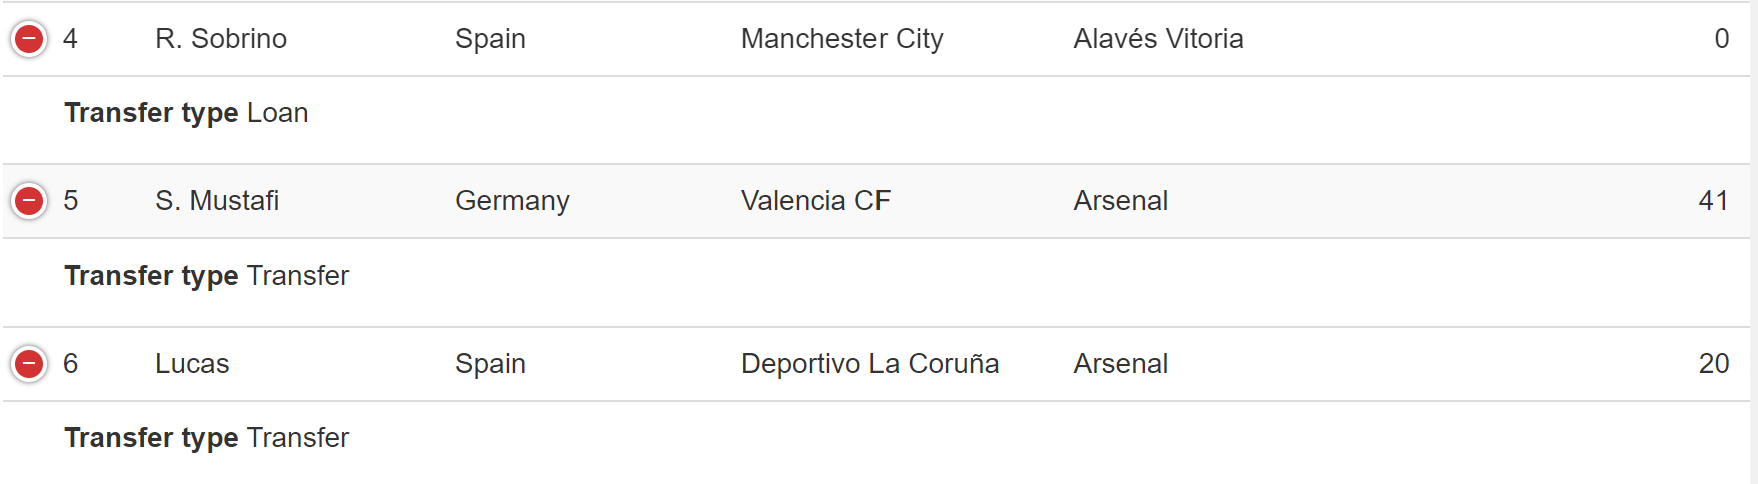 4 R. Sobrino Spain Manchester City Alavés Vitoria 0
Transfer type Loan
5 S. Mustafi Germany Valencia CF Arsenal 41
Transfer type Transfer
6 Lucas Spain Deportivo La Coruña Arsenal 20
Transfer type Transfer